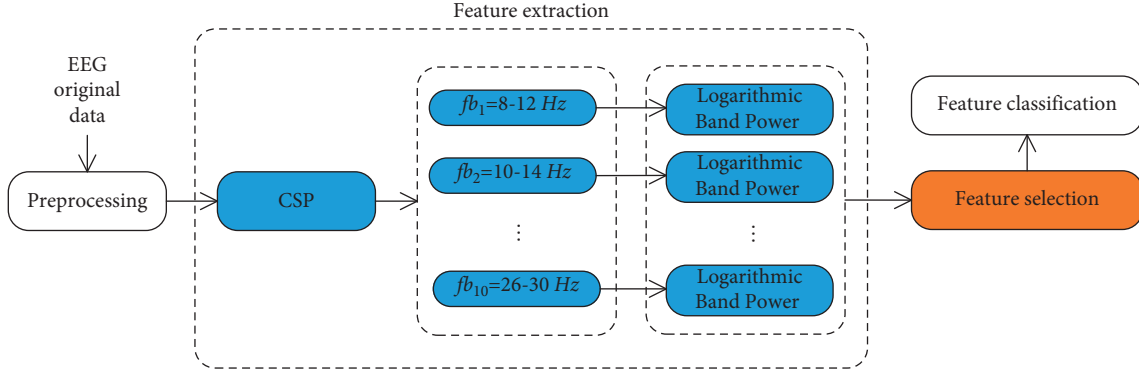 Feature extraction
EEG
original
data
Preprocessing
CSP
fb1=8-12 Hz
Logarithmic
Band Power
fb2=10-14 Hz
Logarithmic
Band Power
⋮
⋮
fb10=26-30 Hz
Logarithmic
Band Power
Feature classification
Feature selection